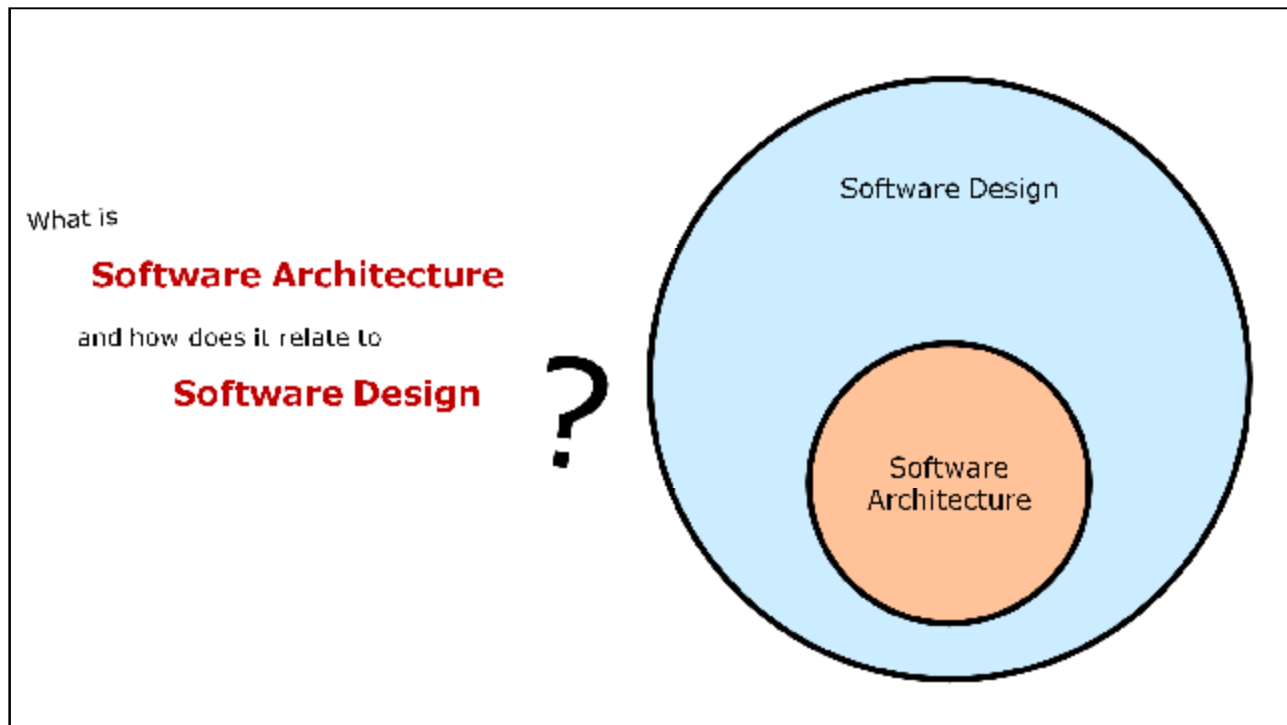 What is
Software Architecture
and how does it relate to
Software Design
?
Software Design
Software
Architecture